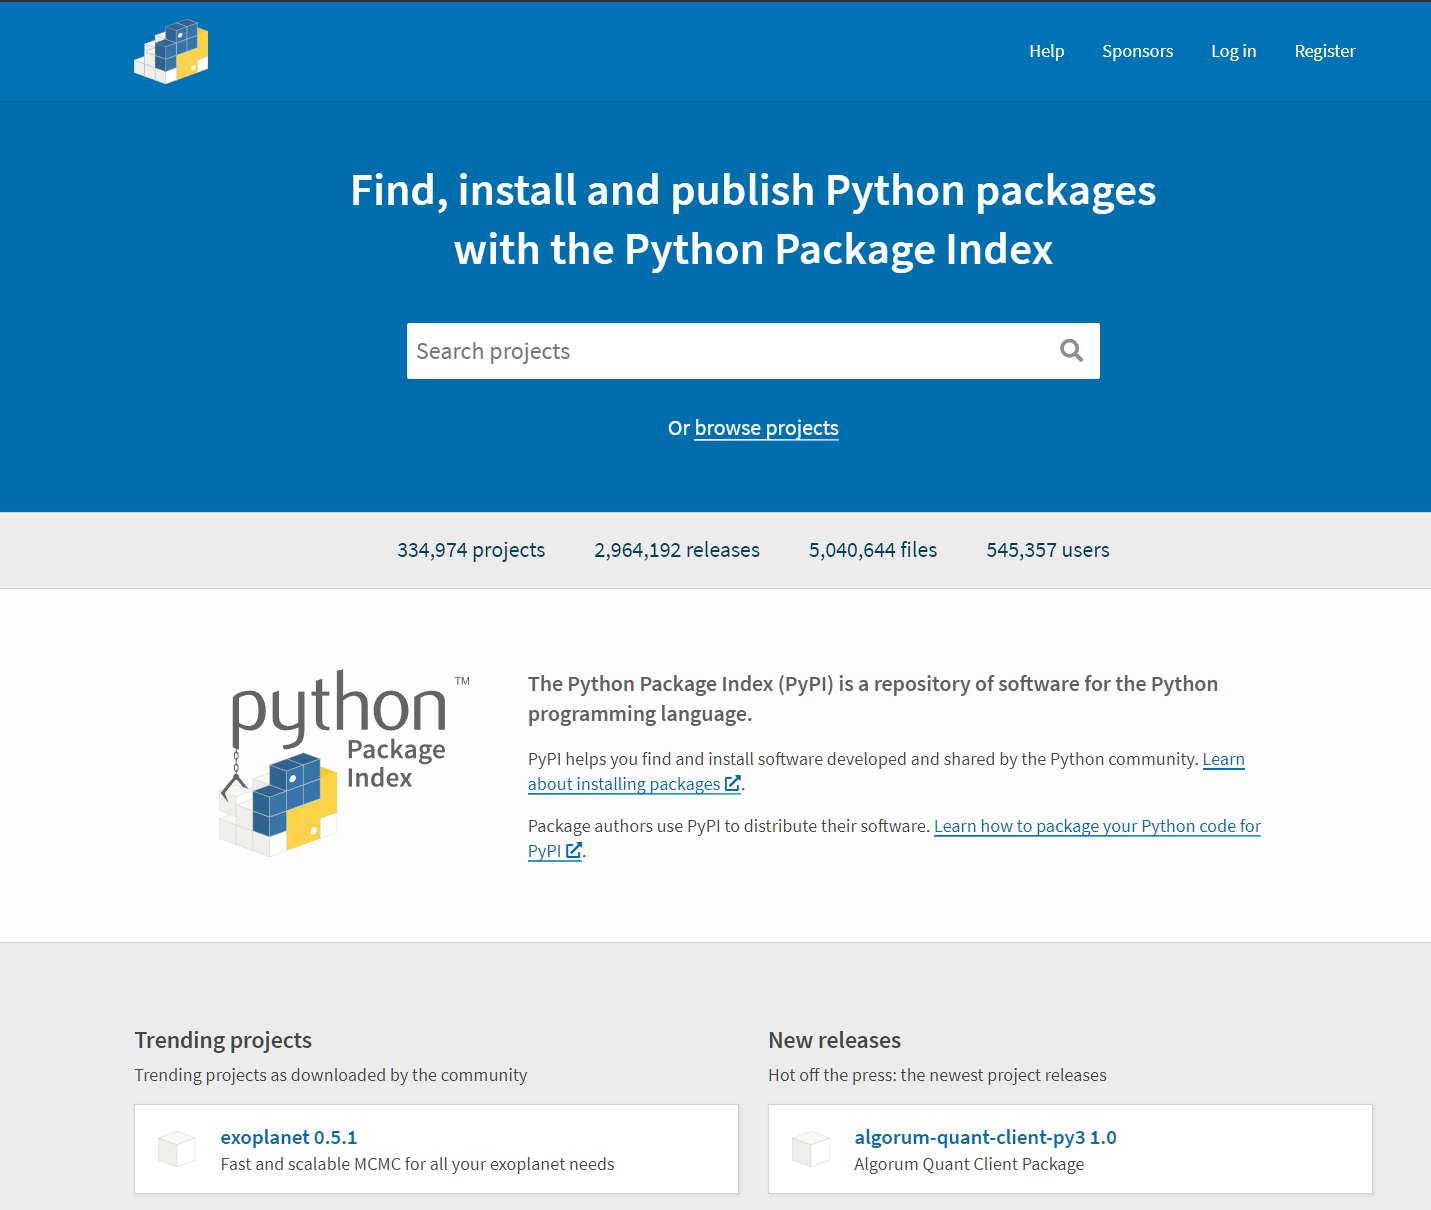 Help Sponsors Log in Register
Find, install and publish Python packages
with the Python Package Index
Search projects
Or browse projects
334,974 projects 2,964,192 releases 5,040,644 files 545,357 users
python ™
Package
Index
The Python Package Index (PyPI) is a repository of software for the Python
programming language.
PyPI helps you find and install software developed and shared by the Python community. Learn
about installing packages.
Package authors use PyPI to distribute their software. Learn how to package your Python code for
PyPI.
Trending projects
Trending projects as downloaded by the community
exoplanet 0.5.1
Fast and scalable MCMC for all your exoplanet needs
New releases
Hot off the press: the newest project releases
algorum-quant-client-py3 1.0
Algorum Quant Client Package